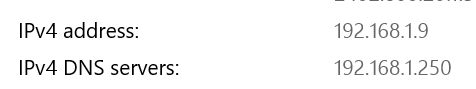 IPv4 address: 192.168.1.9
IPv4 DNS servers: 192.168.1.250